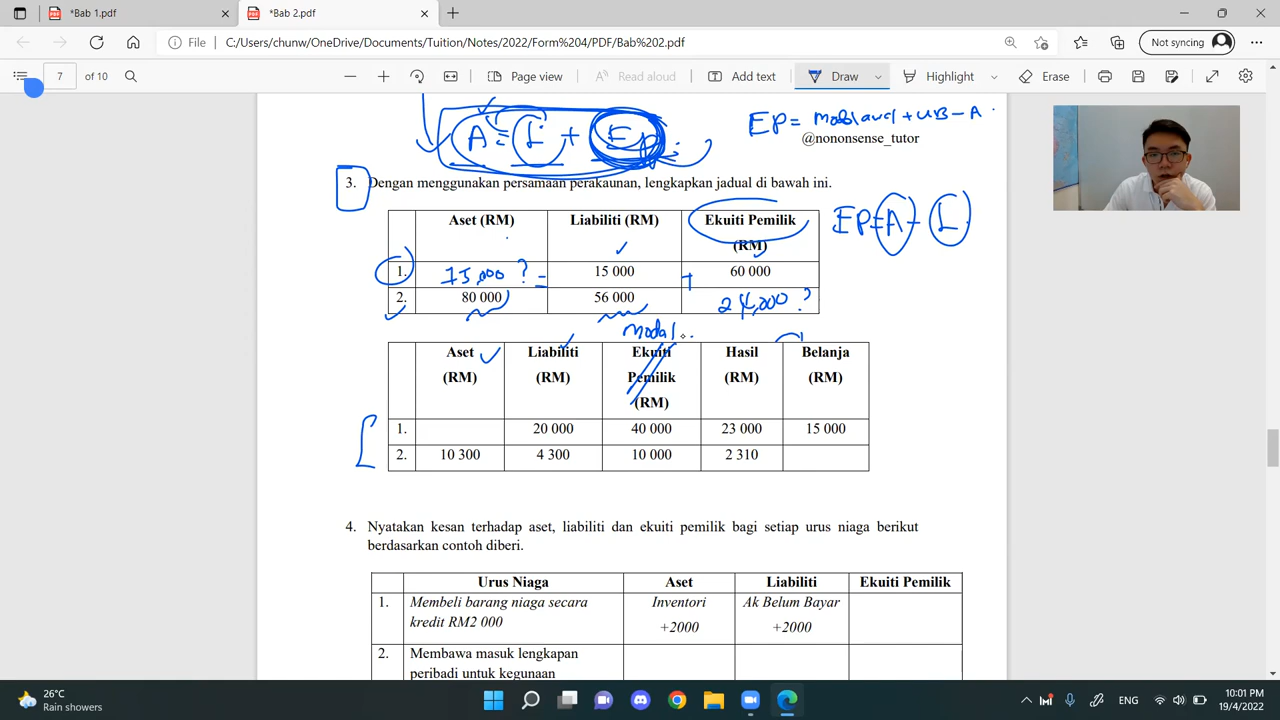 *Bab 1.pdf
*Bab 2.pdf
File C:/Users/chunw/OneDrive/Documents/Tuition/Notes/2022/Form%204/PDF/Bab%202.pdf
Not syncing
7 of 10
Page view
Read aloud
Add text
Draw
Highlight
Erase
A = L + Ep
EP = modal awal + UB - A
@nononsense_tutor
3. Dengan menggunakan persamaan perakaunan, lengkapkan jadual di bawah ini.
EP = A - L
Aset (RM) Liabiliti (RM) Ekuiti Pemilik
(RM)
1. 75,000 ? = 15 000 + 60 000
2. 80 000 56 000 24,000 ?
modal..
Aset Liabiliti Ekuiti Hasil Belanja
(RM) (RM) Pemilik (RM) (RM)
(RM)
1. 20 000 40 000 23 000 15 000
2. 10 300 4 300 10 000 2 310
4. Nyatakan kesan terhadap aset, liabiliti dan ekuiti pemilik bagi setiap urus niaga berikut
berdasarkan contoh diberi.
Urus Niaga Aset Liabiliti Ekuiti Pemilik
1. Membeli barang niaga secara Inventori Ak Belum Bayar
kredit RM2 000 +2000 +2000
2. Membawa masuk lengkapan
peribadi untuk kegunaan
26°C
Rain showers
ENG
10:01 PM
19/4/2022